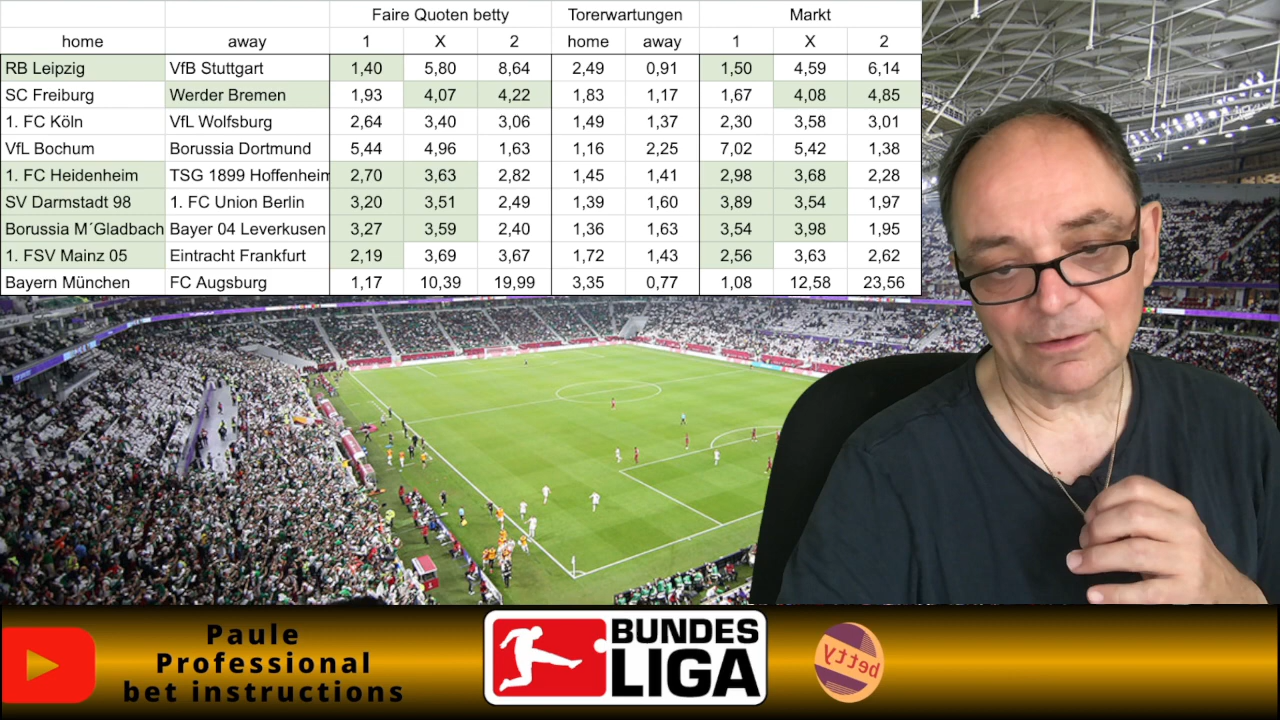 Faire Quoten betty Torerwartungen Markt
home away 1 X 2 home away 1 X 2
RB Leipzig VfB Stuttgart 1,40 5,80 8,64 2,49 0,91 1,50 4,59 6,14
SC Freiburg Werder Bremen 1,93 4,07 4,22 1,83 1,17 1,67 4,08 4,85
1. FC Köln VfL Wolfsburg 2,64 3,40 3,06 1,49 1,37 2,30 3,58 3,01
VfL Bochum Borussia Dortmund 5,44 4,96 1,63 1,16 2,25 7,02 5,42 1,38
1. FC Heidenheim TSG 1899 Hoffenheim 2,70 3,63 2,82 1,45 1,41 2,98 3,68 2,28
SV Darmstadt 98 1. FC Union Berlin 3,20 3,51 2,49 1,39 1,60 3,89 3,54 1,97
Borussia M´Gladbach Bayer 04 Leverkusen 3,27 3,59 2,40 1,36 1,63 3,54 3,98 1,95
1. FSV Mainz 05 Eintracht Frankfurt 2,19 3,69 3,67 1,72 1,43 2,56 3,63 2,62
Bayern München FC Augsburg 1,17 10,39 19,99 3,35 0,77 1,08 12,58 23,56
Paule
Professional
bet instructions
BUNDES
LIGA
betty